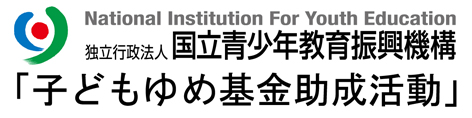 National Institution For Youth Education
独立行政法人 国立青少年教育振興機構
「子どもゆめ基金助成活動」